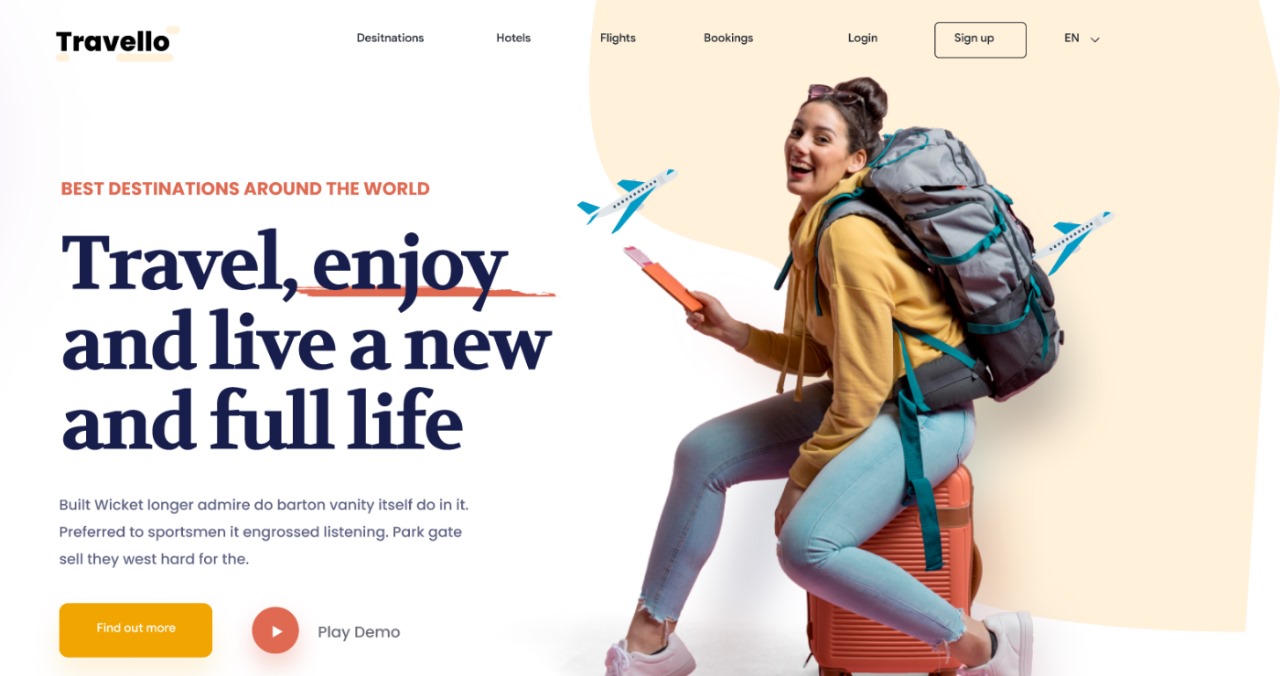 Travello
Desitnations
Hotels
Flights
Bookings
Login
Sign up
EN
BEST DESTINATIONS AROUND THE WORLD
Travel, enjoy
and live a new
and full life
Built Wicket longer admire do barton vanity itself do in it.
Preferred to sportsmen it engrossed listening. Park gate
sell they west hard for the.
Find out more
Play Demo